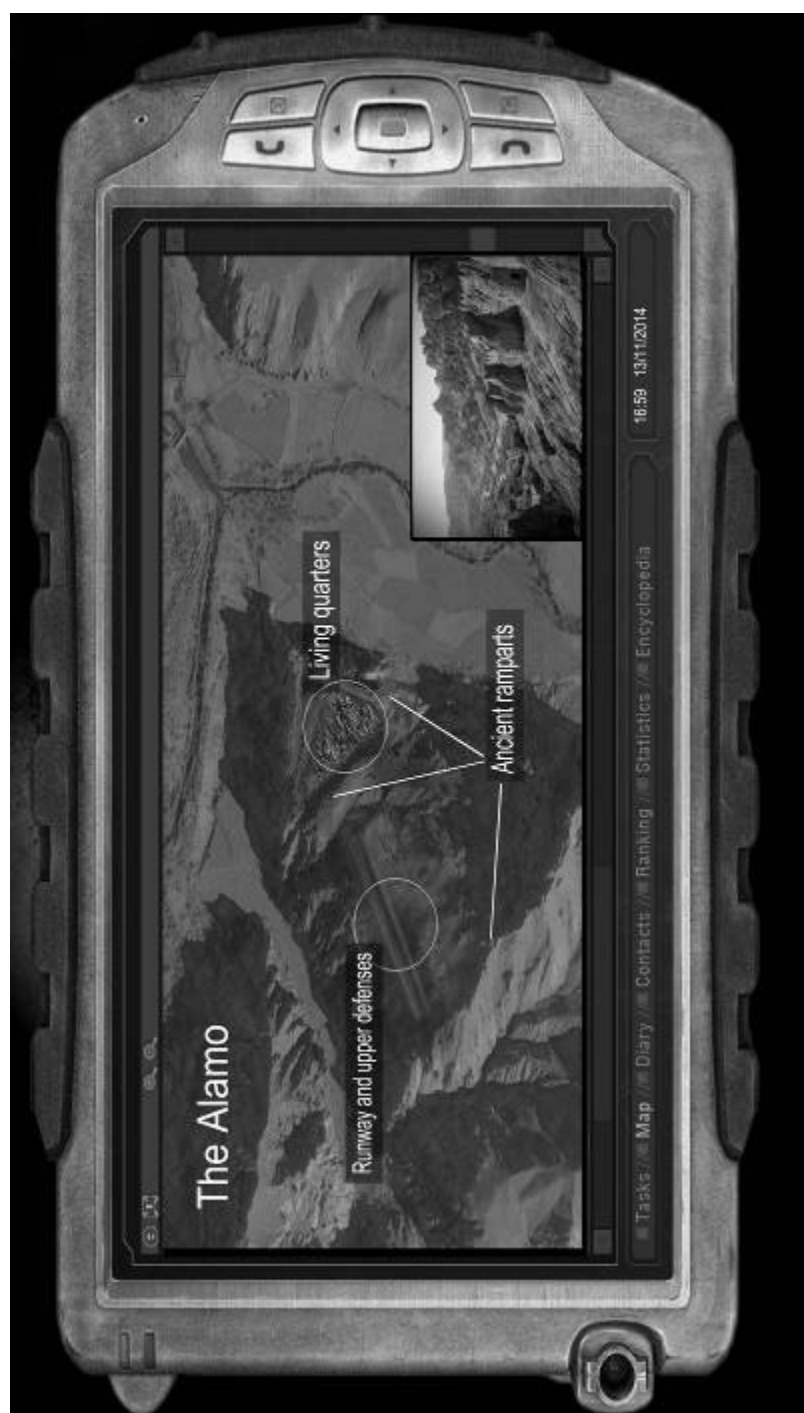 The Alamo
Living quarters
Runway and upper defenses
Ancient ramparts
Tasks // Map // Diary // Contacts // Ranking // Statistics // Encyclopedia
16:59 13/11/2014